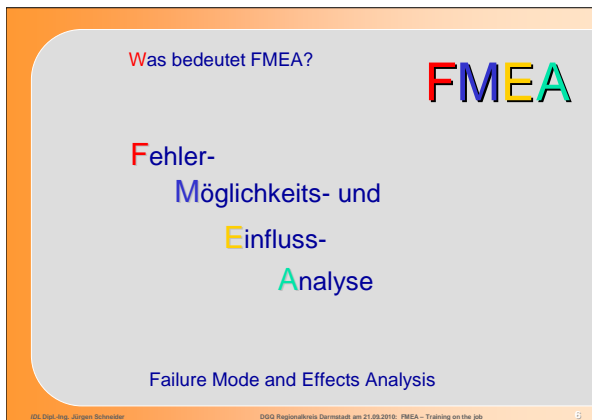 Was bedeutet FMEA?
FMEA
Fehler-
Möglichkeits- und
Einfluss-
Analyse
Failure Mode and Effects Analysis
IDL Dipl.-Ing. Jürgen Schneider
DGQ Regionalkreis Darmstadt am 21.09.2010: FMEA – Training on the job
6